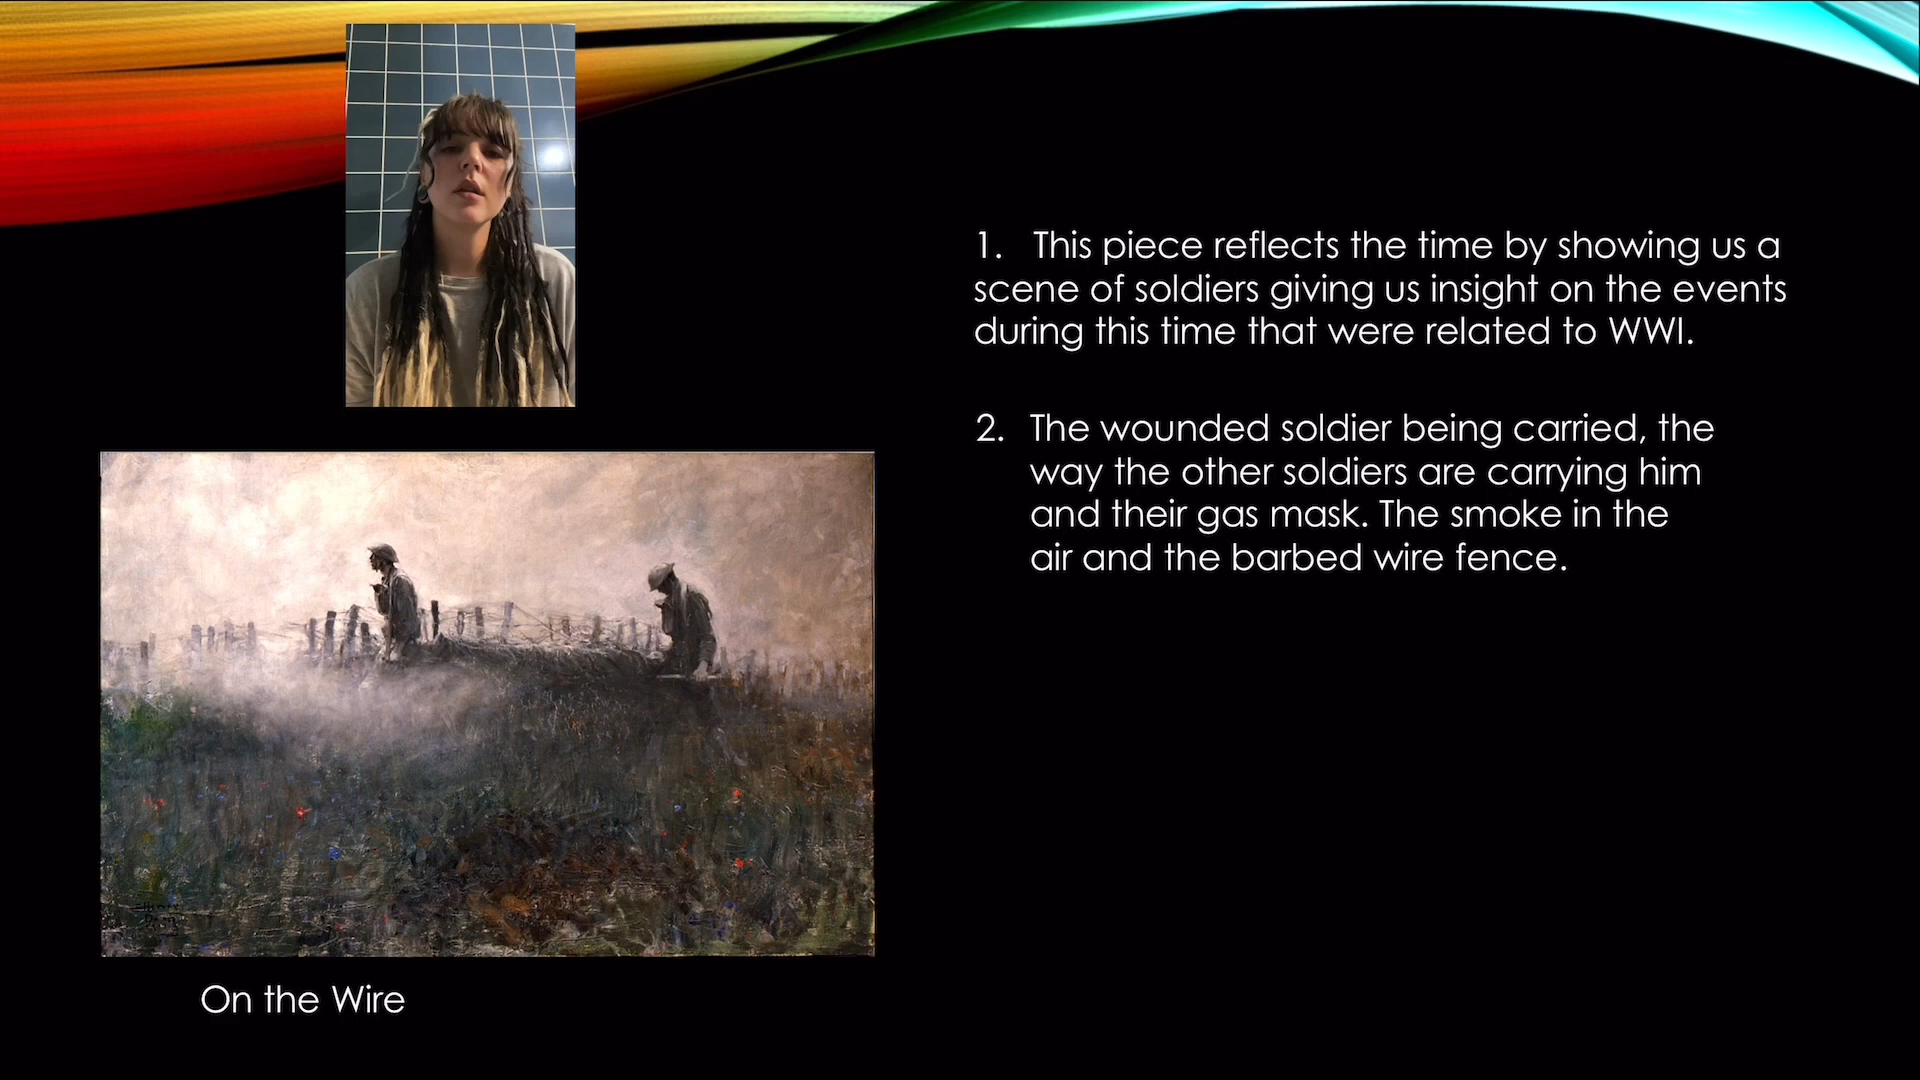 1. This piece reflects the time by showing us a
scene of soldiers giving us insight on the events
during this time that were related to WWI.
2. The wounded soldier being carried, the
way the other soldiers are carrying him
and their gas mask. The smoke in the
air and the barbed wire fence.
On the Wire